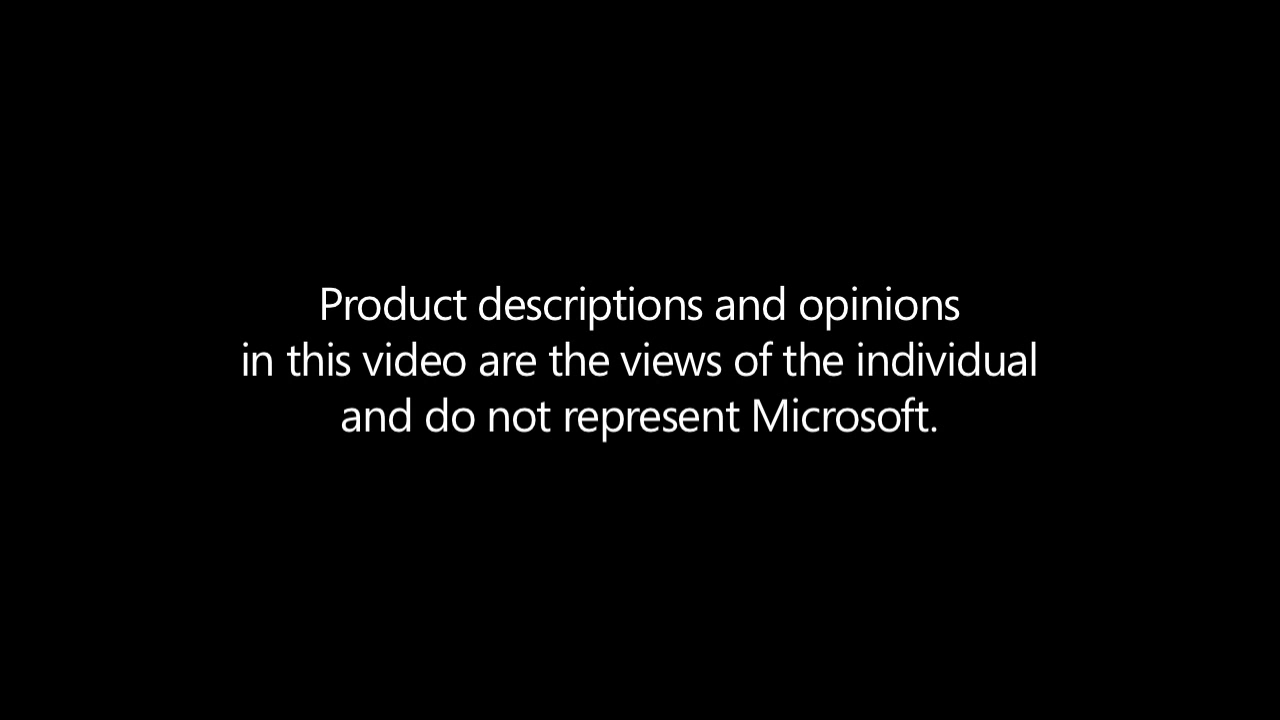 Product descriptions and opinions
in this video are the views of the individual
and do not represent Microsoft.